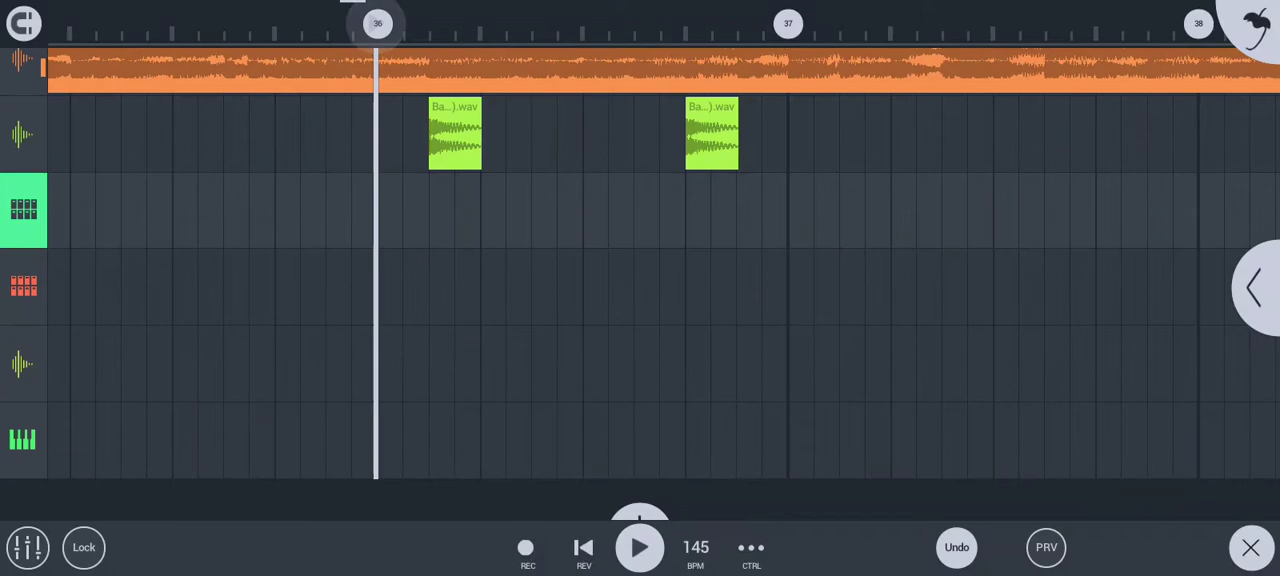 36 37 38
Ba...).wav Ba...).wav
Lock 145 Undo PRV
REC REV BPM CTRL